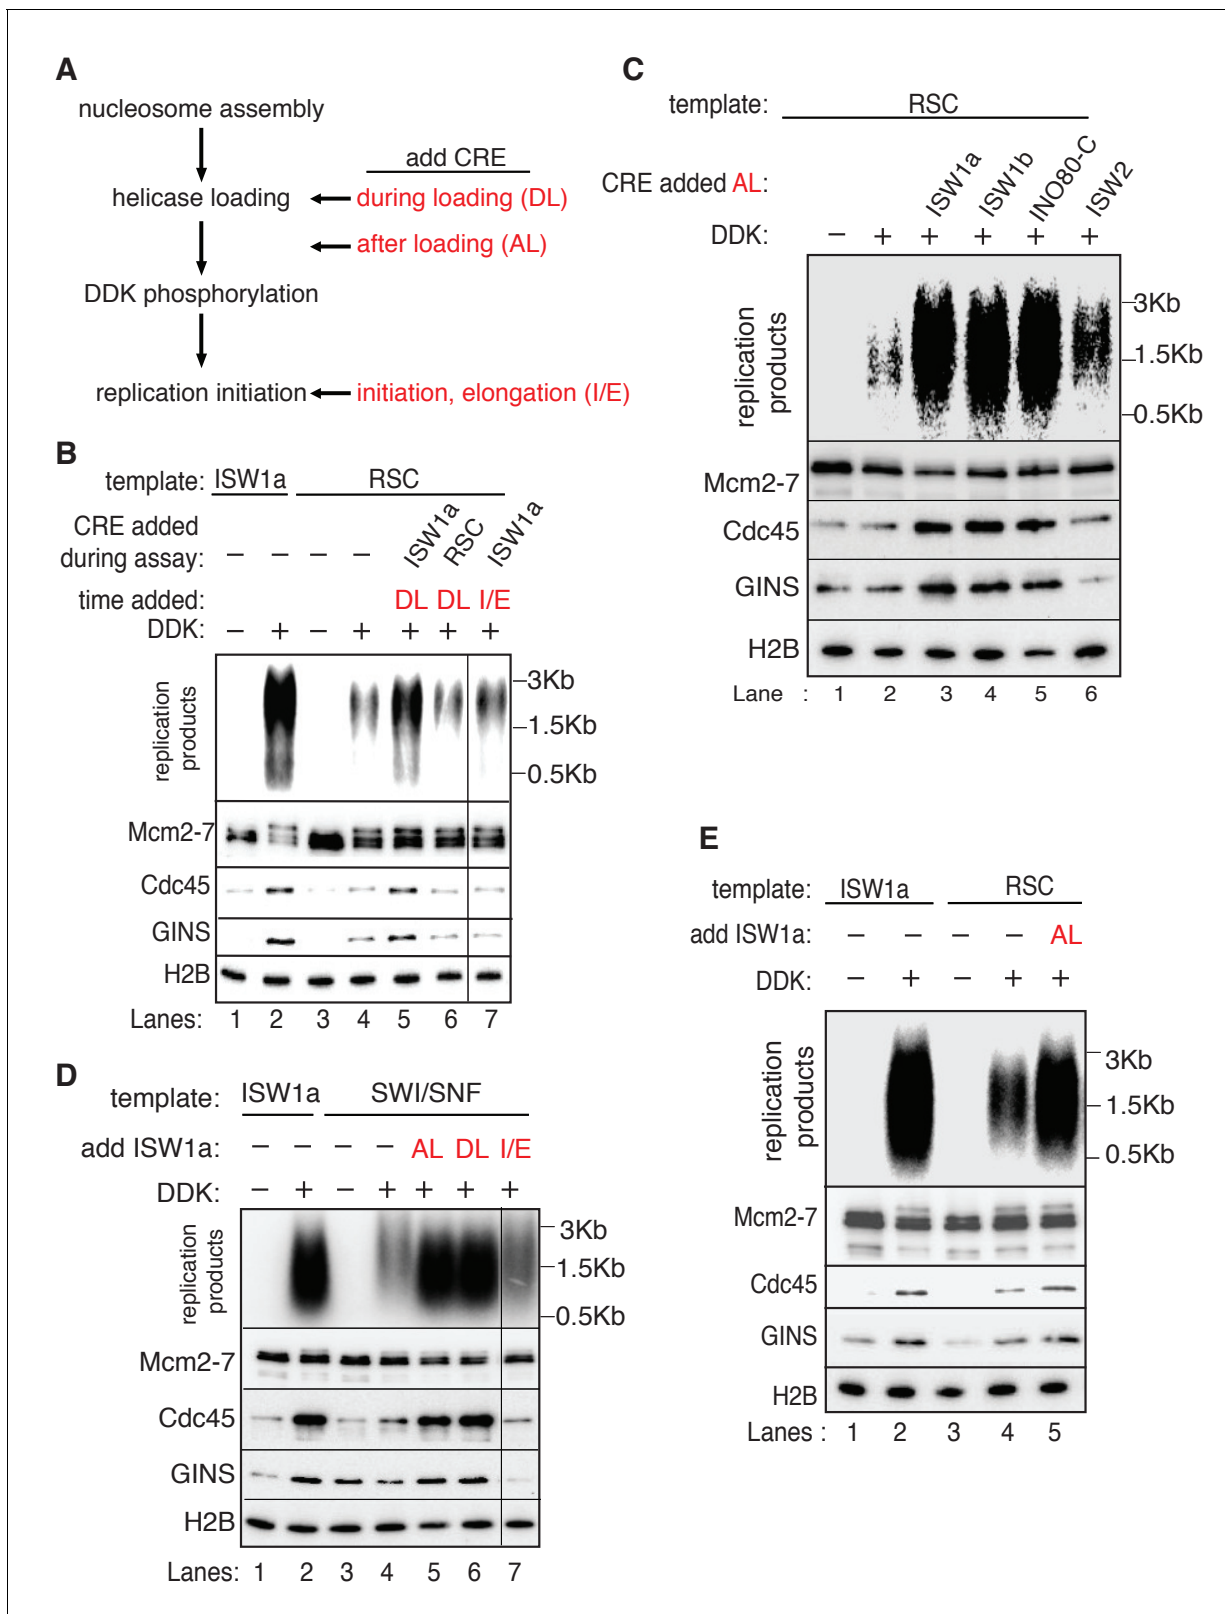 A
nucleosome assembly
add CRE
helicase loading
during loading (DL)
after loading (AL)
DDK phosphorylation
replication initiation
initiation, elongation (I/E)
B
template: ISW1a RSC
CRE added
during assay: – – – – ISW1a RSC ISW1a
time added: DL DL I/E
DDK: – + – + + + +
replication
products
3Kb
1.5Kb
0.5Kb
Mcm2-7
Cdc45
GINS
H2B
Lanes: 1 2 3 4 5 6 7
C
template: RSC
CRE added AL: ISW1a ISW1b INO80-C ISW2
DDK: – + + + + +
replication
products
3Kb
1.5Kb
0.5Kb
Mcm2-7
Cdc45
GINS
H2B
Lane : 1 2 3 4 5 6
D
template: ISW1a SWI/SNF
add ISW1a: – – – – AL DL I/E
DDK: – + – + + + +
replication
products
3Kb
1.5Kb
0.5Kb
Mcm2-7
Cdc45
GINS
H2B
Lanes: 1 2 3 4 5 6 7
E
template: ISW1a RSC
add ISW1a: – – – – AL
DDK: – + – + +
replication
products
3Kb
1.5Kb
0.5Kb
Mcm2-7
Cdc45
GINS
H2B
Lanes : 1 2 3 4 5